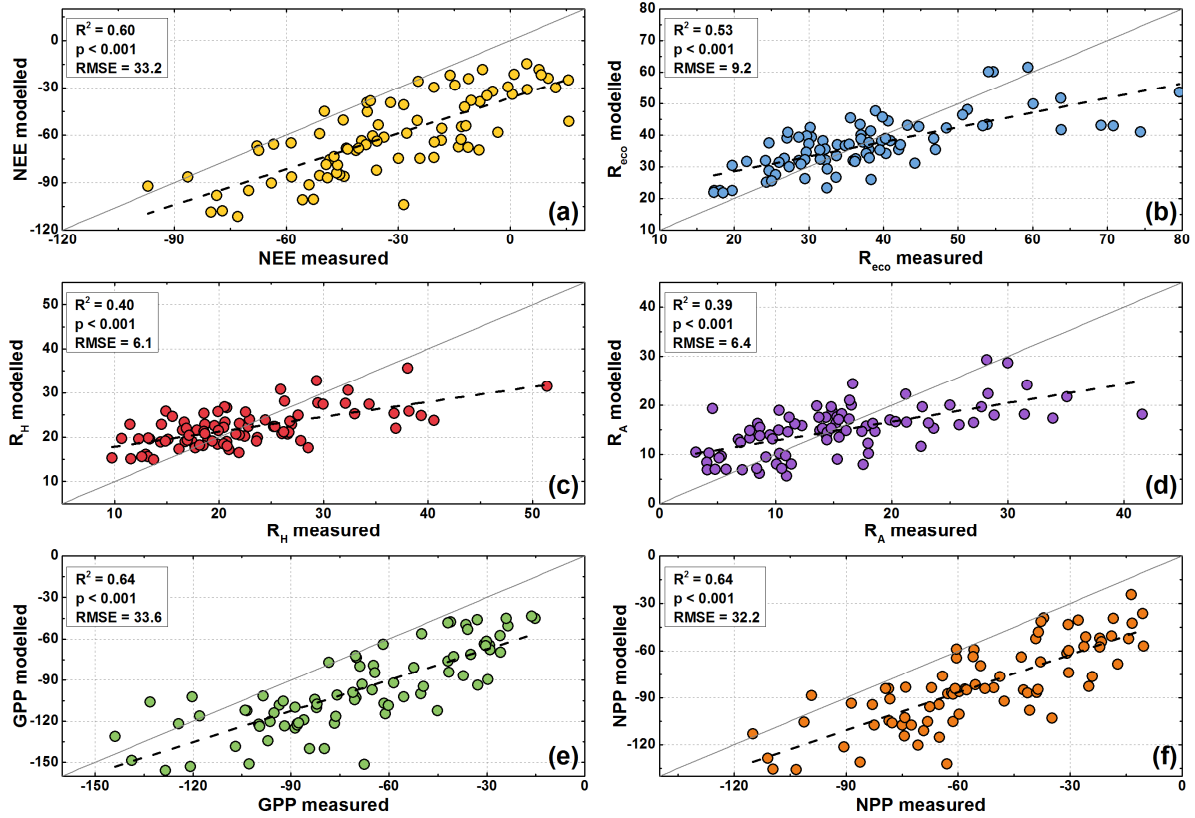 R² = 0.60
p < 0.001
RMSE = 33.2
0
-30
-60
-90
-120
NEE modelled
(a)
-120 -90 -60 -30 0
NEE measured
R² = 0.53
p < 0.001
RMSE = 9.2
80
70
60
50
40
30
20
10
Reco modelled
(b)
10 20 30 40 50 60 70 80
Reco measured
R² = 0.40
p < 0.001
RMSE = 6.1
50
40
30
20
10
RH modelled
(c)
10 20 30 40 50
RH measured
R² = 0.39
p < 0.001
RMSE = 6.4
40
30
20
10
0
RA modelled
(d)
0 10 20 30 40
RA measured
R² = 0.64
p < 0.001
RMSE = 33.6
0
-30
-60
-90
-120
-150
GPP modelled
(e)
-150 -120 -90 -60 -30 0
GPP measured
R² = 0.64
p < 0.001
RMSE = 32.2
0
-30
-60
-90
-120
NPP modelled
(f)
-120 -90 -60 -30 0
NPP measured